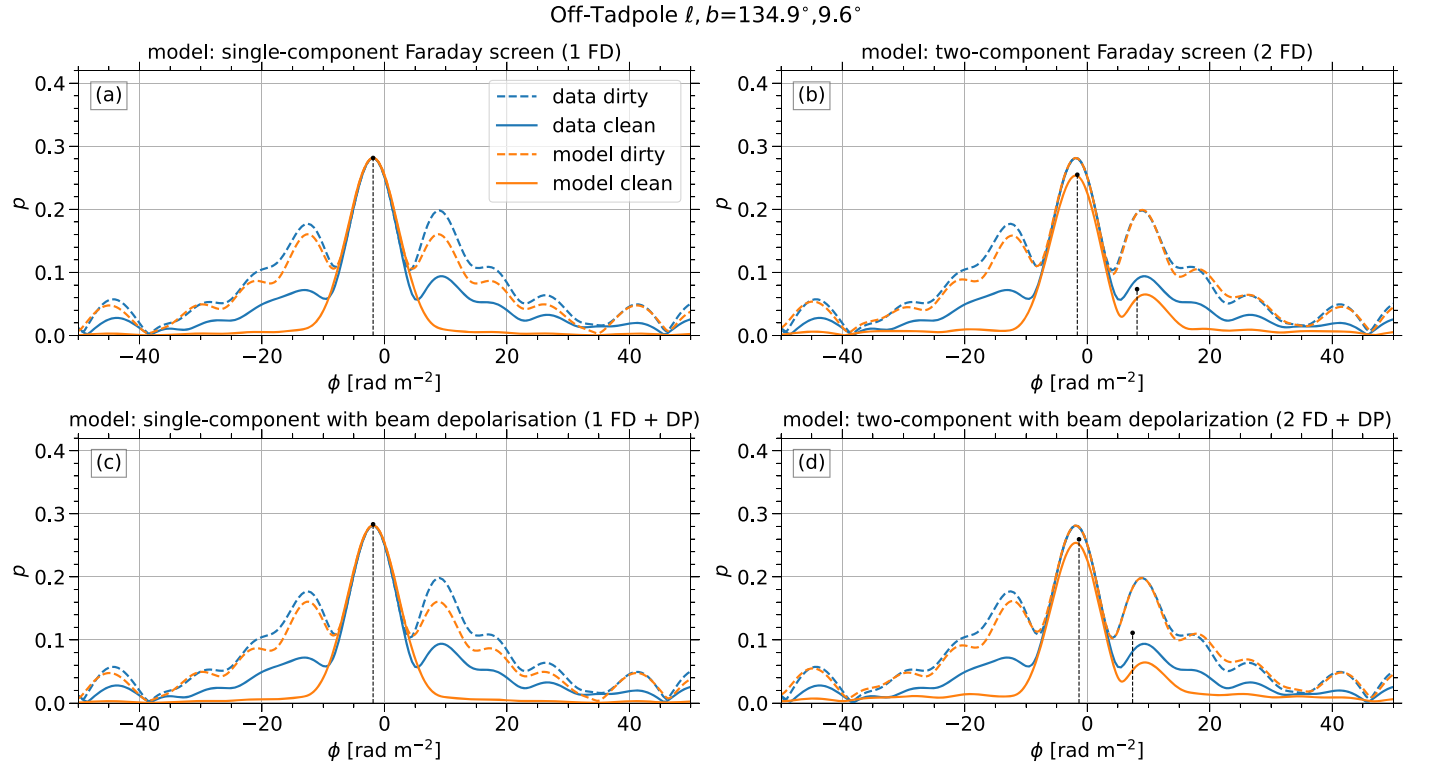 Off-Tadpole ℓ, b=134.9°,9.6°
model: single-component Faraday screen (1 FD)
(a)
data dirty
data clean
model dirty
model clean
0.4
0.3
0.2
0.1
0.0
p
−40 −20 0 20 40
ϕ [rad m⁻²]
model: two-component Faraday screen (2 FD)
(b)
0.4
0.3
0.2
0.1
0.0
p
−40 −20 0 20 40
ϕ [rad m⁻²]
model: single-component with beam depolarisation (1 FD + DP)
(c)
0.4
0.3
0.2
0.1
0.0
p
−40 −20 0 20 40
ϕ [rad m⁻²]
model: two-component with beam depolarization (2 FD + DP)
(d)
0.4
0.3
0.2
0.1
0.0
p
−40 −20 0 20 40
ϕ [rad m⁻²]